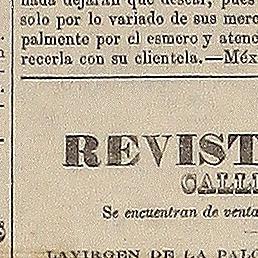 nada dejarán que desear, pues
solo por lo variado de sus merc
palmente por el esmero y atenc
recerla con su clientela.—Méx
REVIST
CALL
Se encuentran de venta
LA VIRGEN DE LA PALO